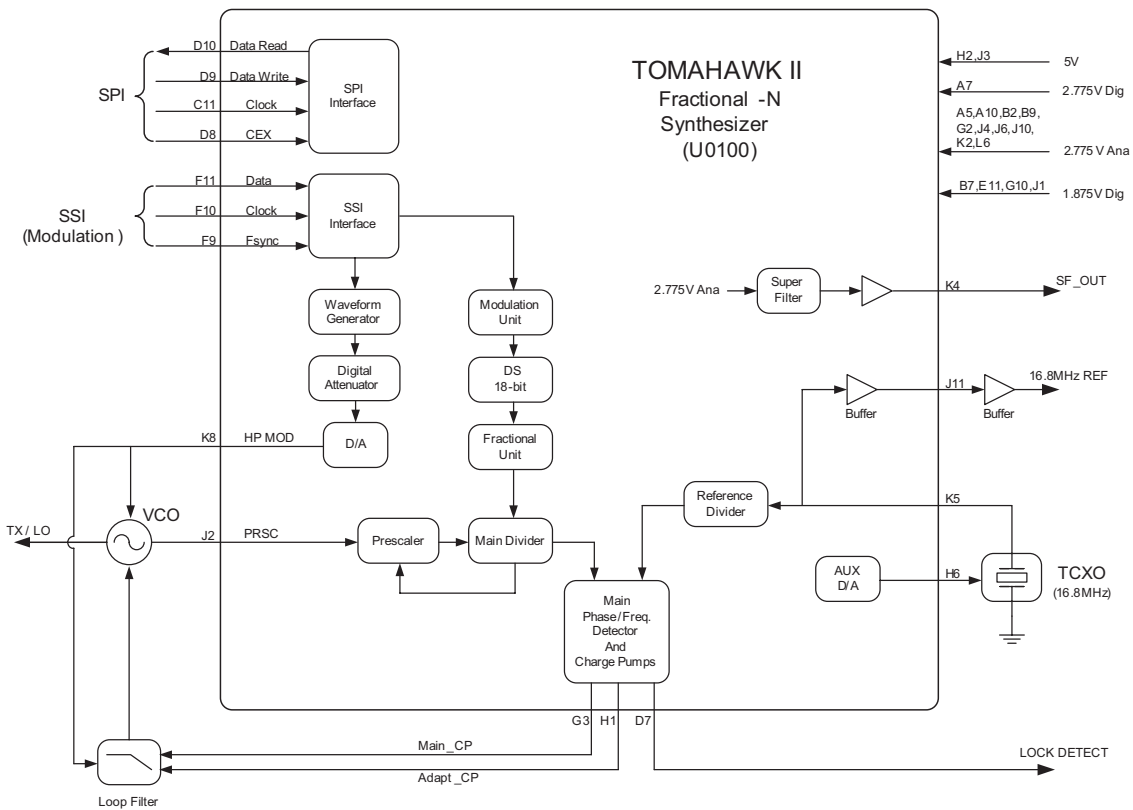 D10 Data Read
D9 Data Write
C11 Clock
D8 CEX
SPI
SPI
Interface
F11 Data
F10 Clock
F9 Fsync
SSI
(Modulation )
SSI
Interface
TOMAHAWK II
Fractional -N
Synthesizer
(U0100)
H2,J3
5V
A7
2.775V Dig
A5,A10,B2,B9,
G2,J4,J6,J10,
K2,L6
2.775 V Ana
B7,E11,G10,J1
1.875V Dig
Waveform
Generator
Digital
Attenuator
D/A
K8 HP MOD
Modulation
Unit
DS
18-bit
Fractional
Unit
2.775V Ana
Super
Filter
K4
SF_OUT
Buffer
J11
Buffer
16.8MHz REF
Reference
Divider
K5
AUX
D/A
H6
TCXO
(16.8MHz)
TX / LO
VCO
J2 PRSC
Prescaler
Main Divider
Main
Phase/Freq.
Detector
And
Charge Pumps
G3 H1 D7
Main _CP
Adapt _CP
LOCK DETECT
Loop Filter